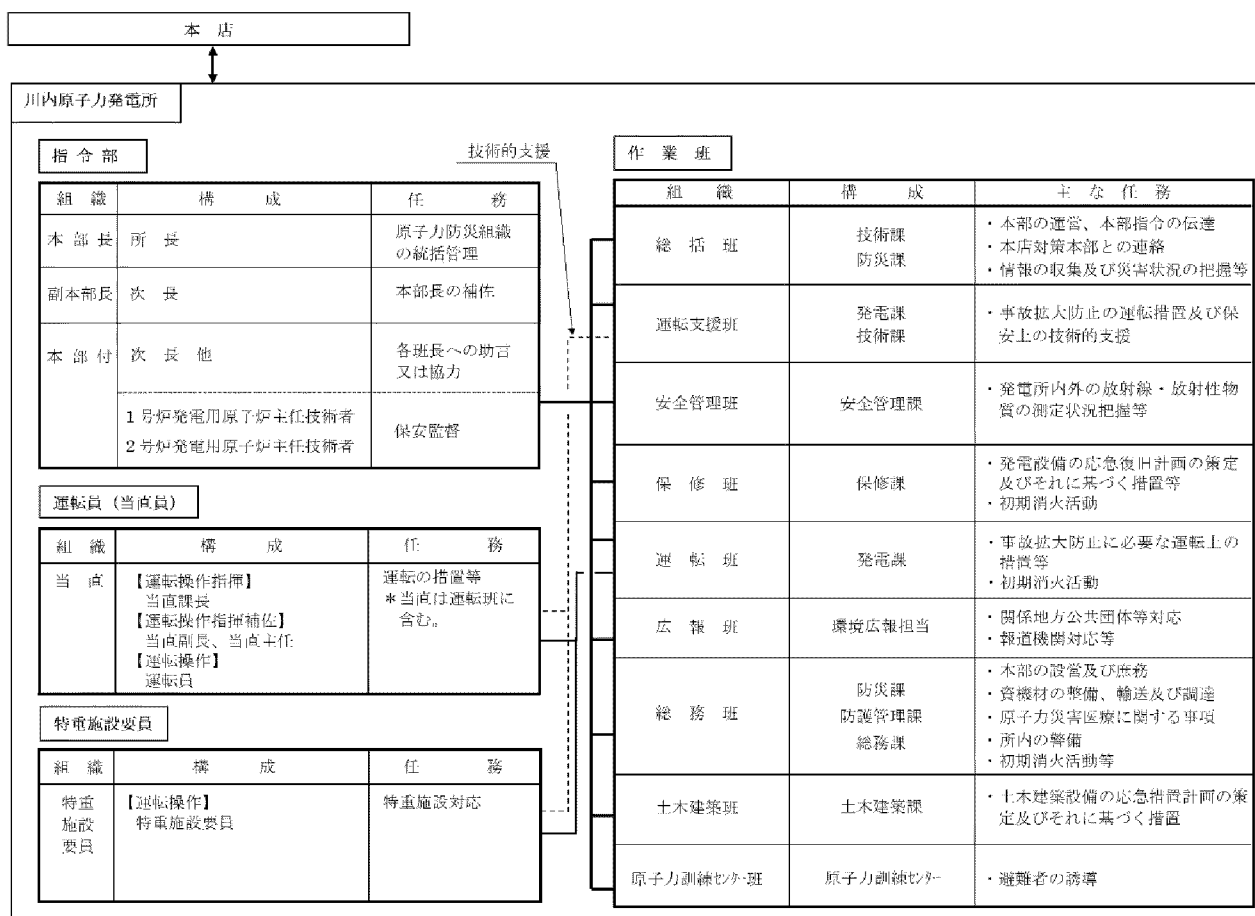 本 店
川内原子力発電所
指 令 部
組 織 構 成 任 務
本 部 長 所 長 原子力防災組織
の統括管理
副本部長 次 長 本部長の補佐
本 部 付 次 長 他 各班長への助言
又は協力
1号炉発電用原子炉主任技術者
2号炉発電用原子炉主任技術者
保安監督
運転員(当直員)
組 織 構 成 任 務
当 直 【運転操作指揮】 運転の措置等
当直課長 *当直は運転班に
【運転操作指揮補佐】 含む。
当直副長、当直主任
【運転操作】
運転員
特重施設要員
組 織 構 成 任 務
特重 【運転操作】 特重施設対応
施設 特重施設要員
要員
技術的支援
作 業 班
組 織 構 成 主 な 任 務
総 括 班 技術課
防災課
・本部の運営、本部指令の伝達
・本店対策本部との連絡
・情報の収集及び災害状況の把握等
運転支援班 発電課
技術課
・事故拡大防止の運転措置及び保
安上の技術的支援
安全管理班 安全管理課
・発電所内外の放射線・放射性物
質の測定状況把握等
保 修 班 保修課
・発電設備の応急復旧計画の策定
及びそれに基づく措置等
・初期消火活動
運 転 班 発電課
・事故拡大防止に必要な運転上の
措置等
・初期消火活動
広 報 班 環境広報担当
・関係地方公共団体等対応
・報道機関対応等
総 務 班 防災課
防護管理課
総務課
・本部の設営及び庶務
・資機材の整備、輸送及び調達
・原子力災害医療に関する事項
・所内の警備
・初期消火活動等
土木建築班 土木建築課
・土木建築設備の応急措置計画の策
定及びそれに基づく措置
原子力訓練センター班 原子力訓練センター ・避難者の誘導